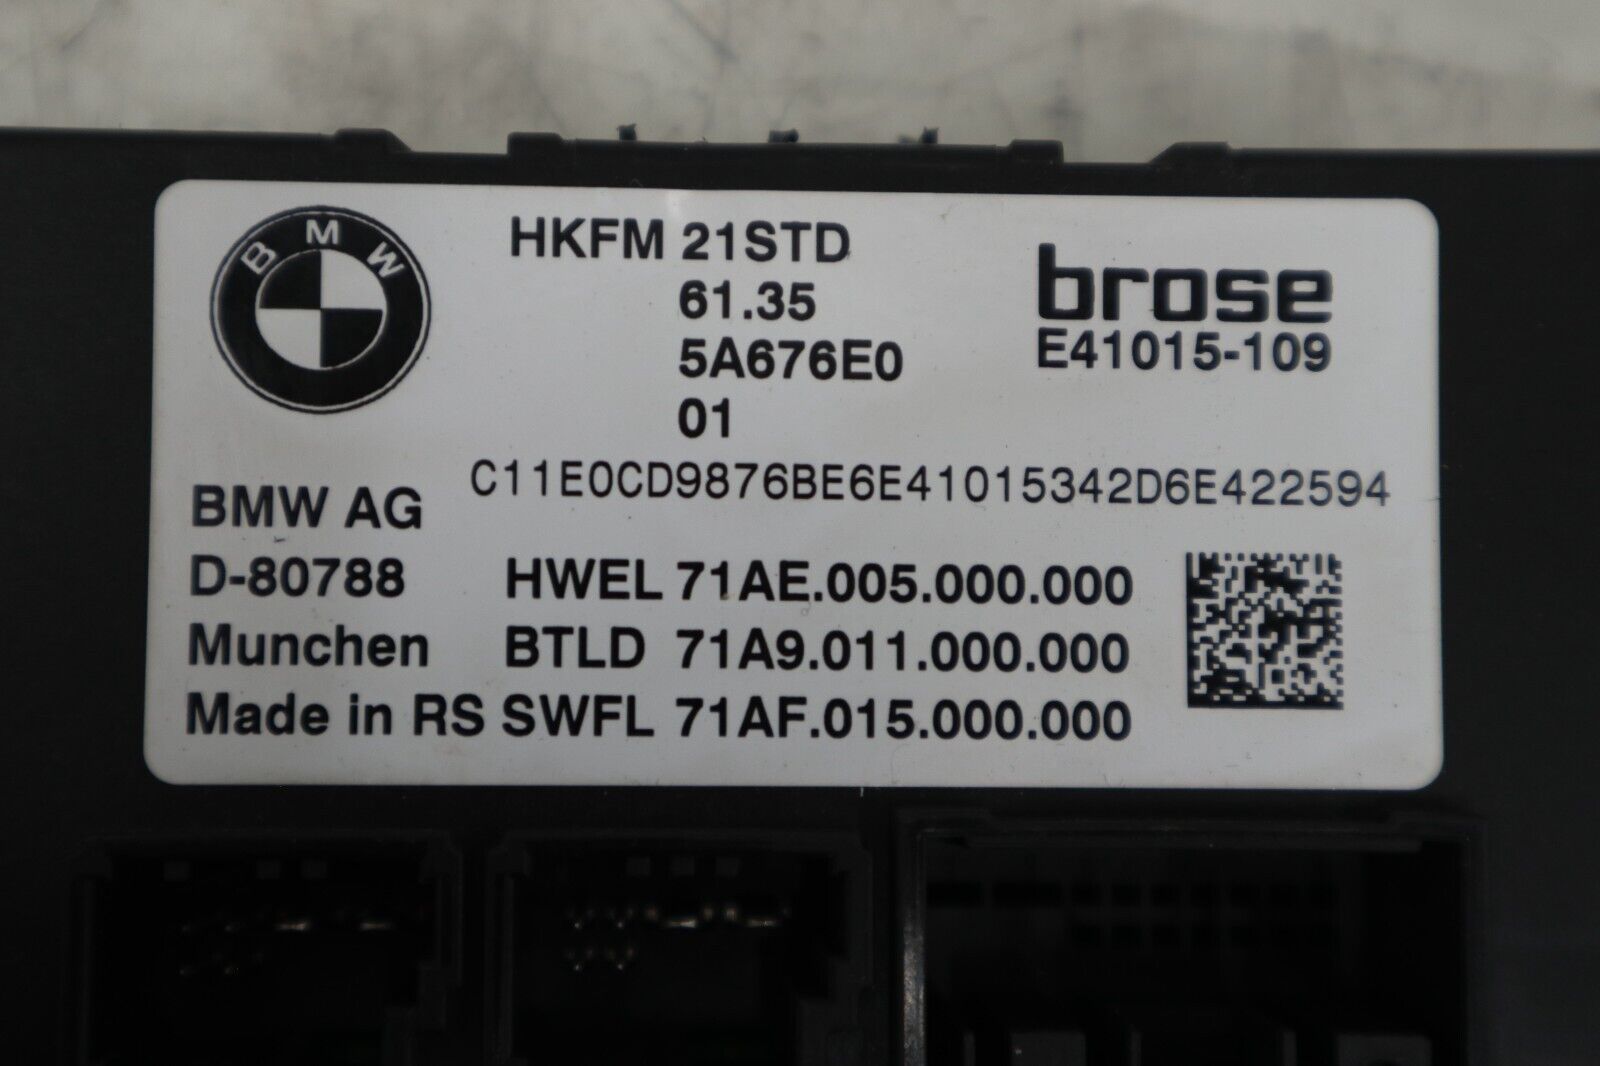 BMW
HKFM 21STD
61.35
5A676E0
01
brose
E41015-109
C11E0CD9876BE6E41015342D6E422594
BMW AG
D-80788
Munchen
Made in RS
HWEL 71AE.005.000.000
BTLD 71A9.011.000.000
SWFL 71AF.015.000.000